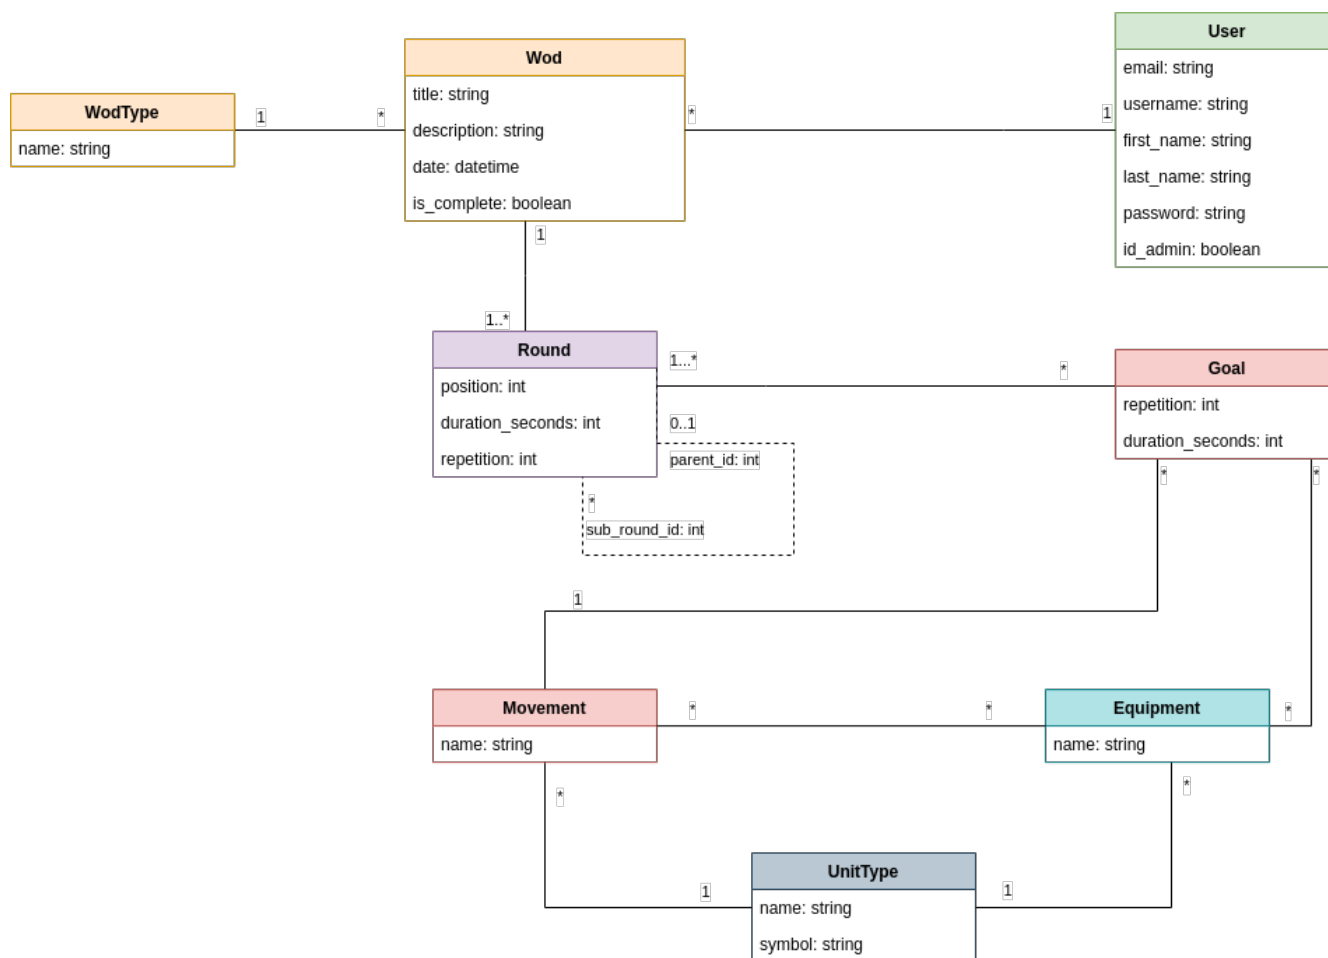 User
email: string
username: string
first_name: string
last_name: string
password: string
id_admin: boolean
Wod
title: string
description: string
date: datetime
is_complete: boolean
WodType
name: string
1
*
*
1
1
1..*
Round
position: int
duration_seconds: int
repetition: int
1...*
*
0..1
parent_id: int
*
sub_round_id: int
Goal
repetition: int
duration_seconds: int
*
*
1
Movement
name: string
*
*
Equipment
name: string
*
*
*
UnitType
name: string
symbol: string
1
1